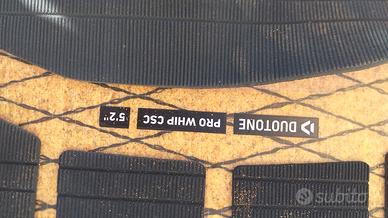 DUOTONE
PRO WHIP CSC
5'2"
subito